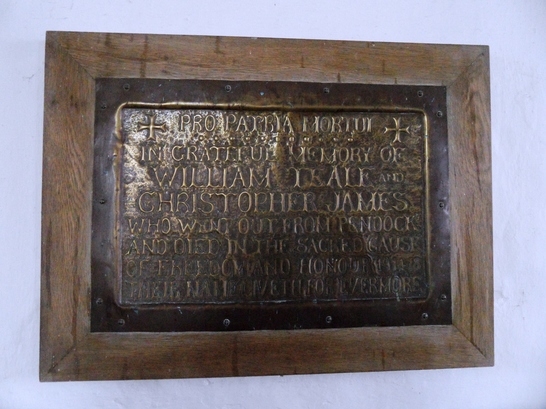 PRO PATRIA MORTUI
IN GRATEFUL MEMORY OF
WILLIAM AND
CHRISTOPHER JAMES
WHO WENT OUT FROM PENDOCK
AND DIED IN THE SACRED CAUSE
OF FREEDOM AND HONOUR
THEIR NAME LIVETH FOR EVERMORE